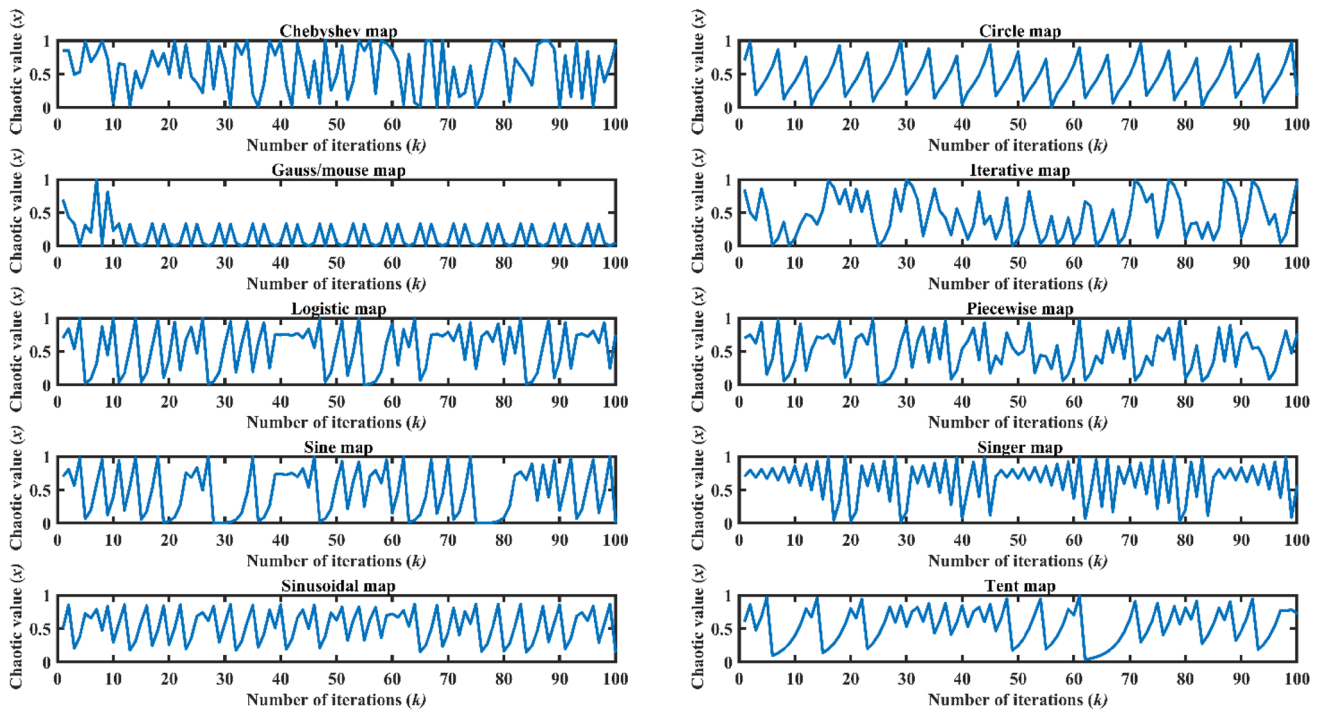 Chebyshev map
Chaotic value (x)
1
0.5
0
0 10 20 30 40 50 60 70 80 90 100
Number of iterations (k)
Circle map
Chaotic value (x)
1
0.5
0
0 10 20 30 40 50 60 70 80 90 100
Number of iterations (k)
Gauss/mouse map
Chaotic value (x)
1
0.5
0
0 10 20 30 40 50 60 70 80 90 100
Number of iterations (k)
Iterative map
Chaotic value (x)
1
0.5
0
0 10 20 30 40 50 60 70 80 90 100
Number of iterations (k)
Logistic map
Chaotic value (x)
1
0.5
0
0 10 20 30 40 50 60 70 80 90 100
Number of iterations (k)
Piecewise map
Chaotic value (x)
1
0.5
0
0 10 20 30 40 50 60 70 80 90 100
Number of iterations (k)
Sine map
Chaotic value (x)
1
0.5
0
0 10 20 30 40 50 60 70 80 90 100
Number of iterations (k)
Singer map
Chaotic value (x)
1
0.5
0
0 10 20 30 40 50 60 70 80 90 100
Number of iterations (k)
Sinusoidal map
Chaotic value (x)
1
0.5
0
0 10 20 30 40 50 60 70 80 90 100
Number of iterations (k)
Tent map
Chaotic value (x)
1
0.5
0
0 10 20 30 40 50 60 70 80 90 100
Number of iterations (k)